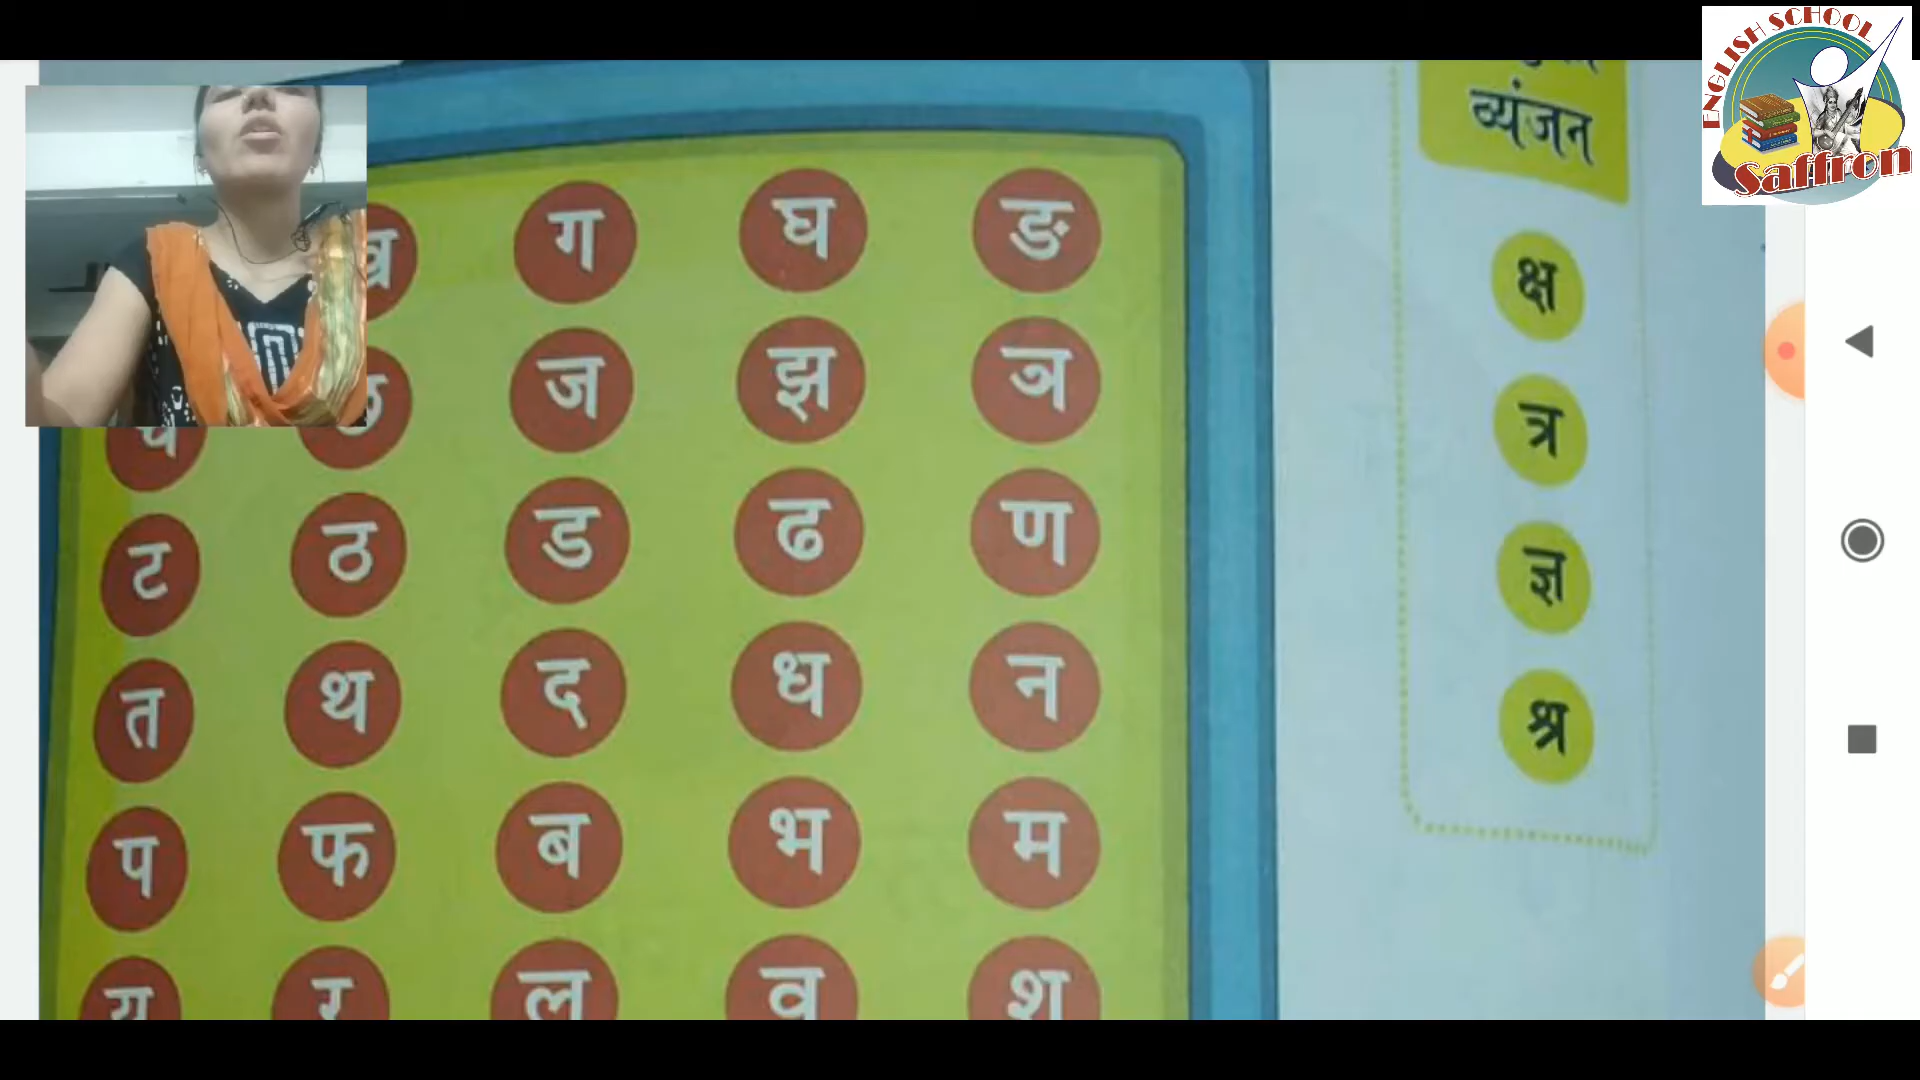 ENGLISH SCHOOL
Saffron
व्यंजन
ग घ ङ
ज झ ञ
ट ठ ड ढ ण
त थ द ध न
प फ ब भ म
य र ल व श
क्ष
त्र
ज्ञ
श्र